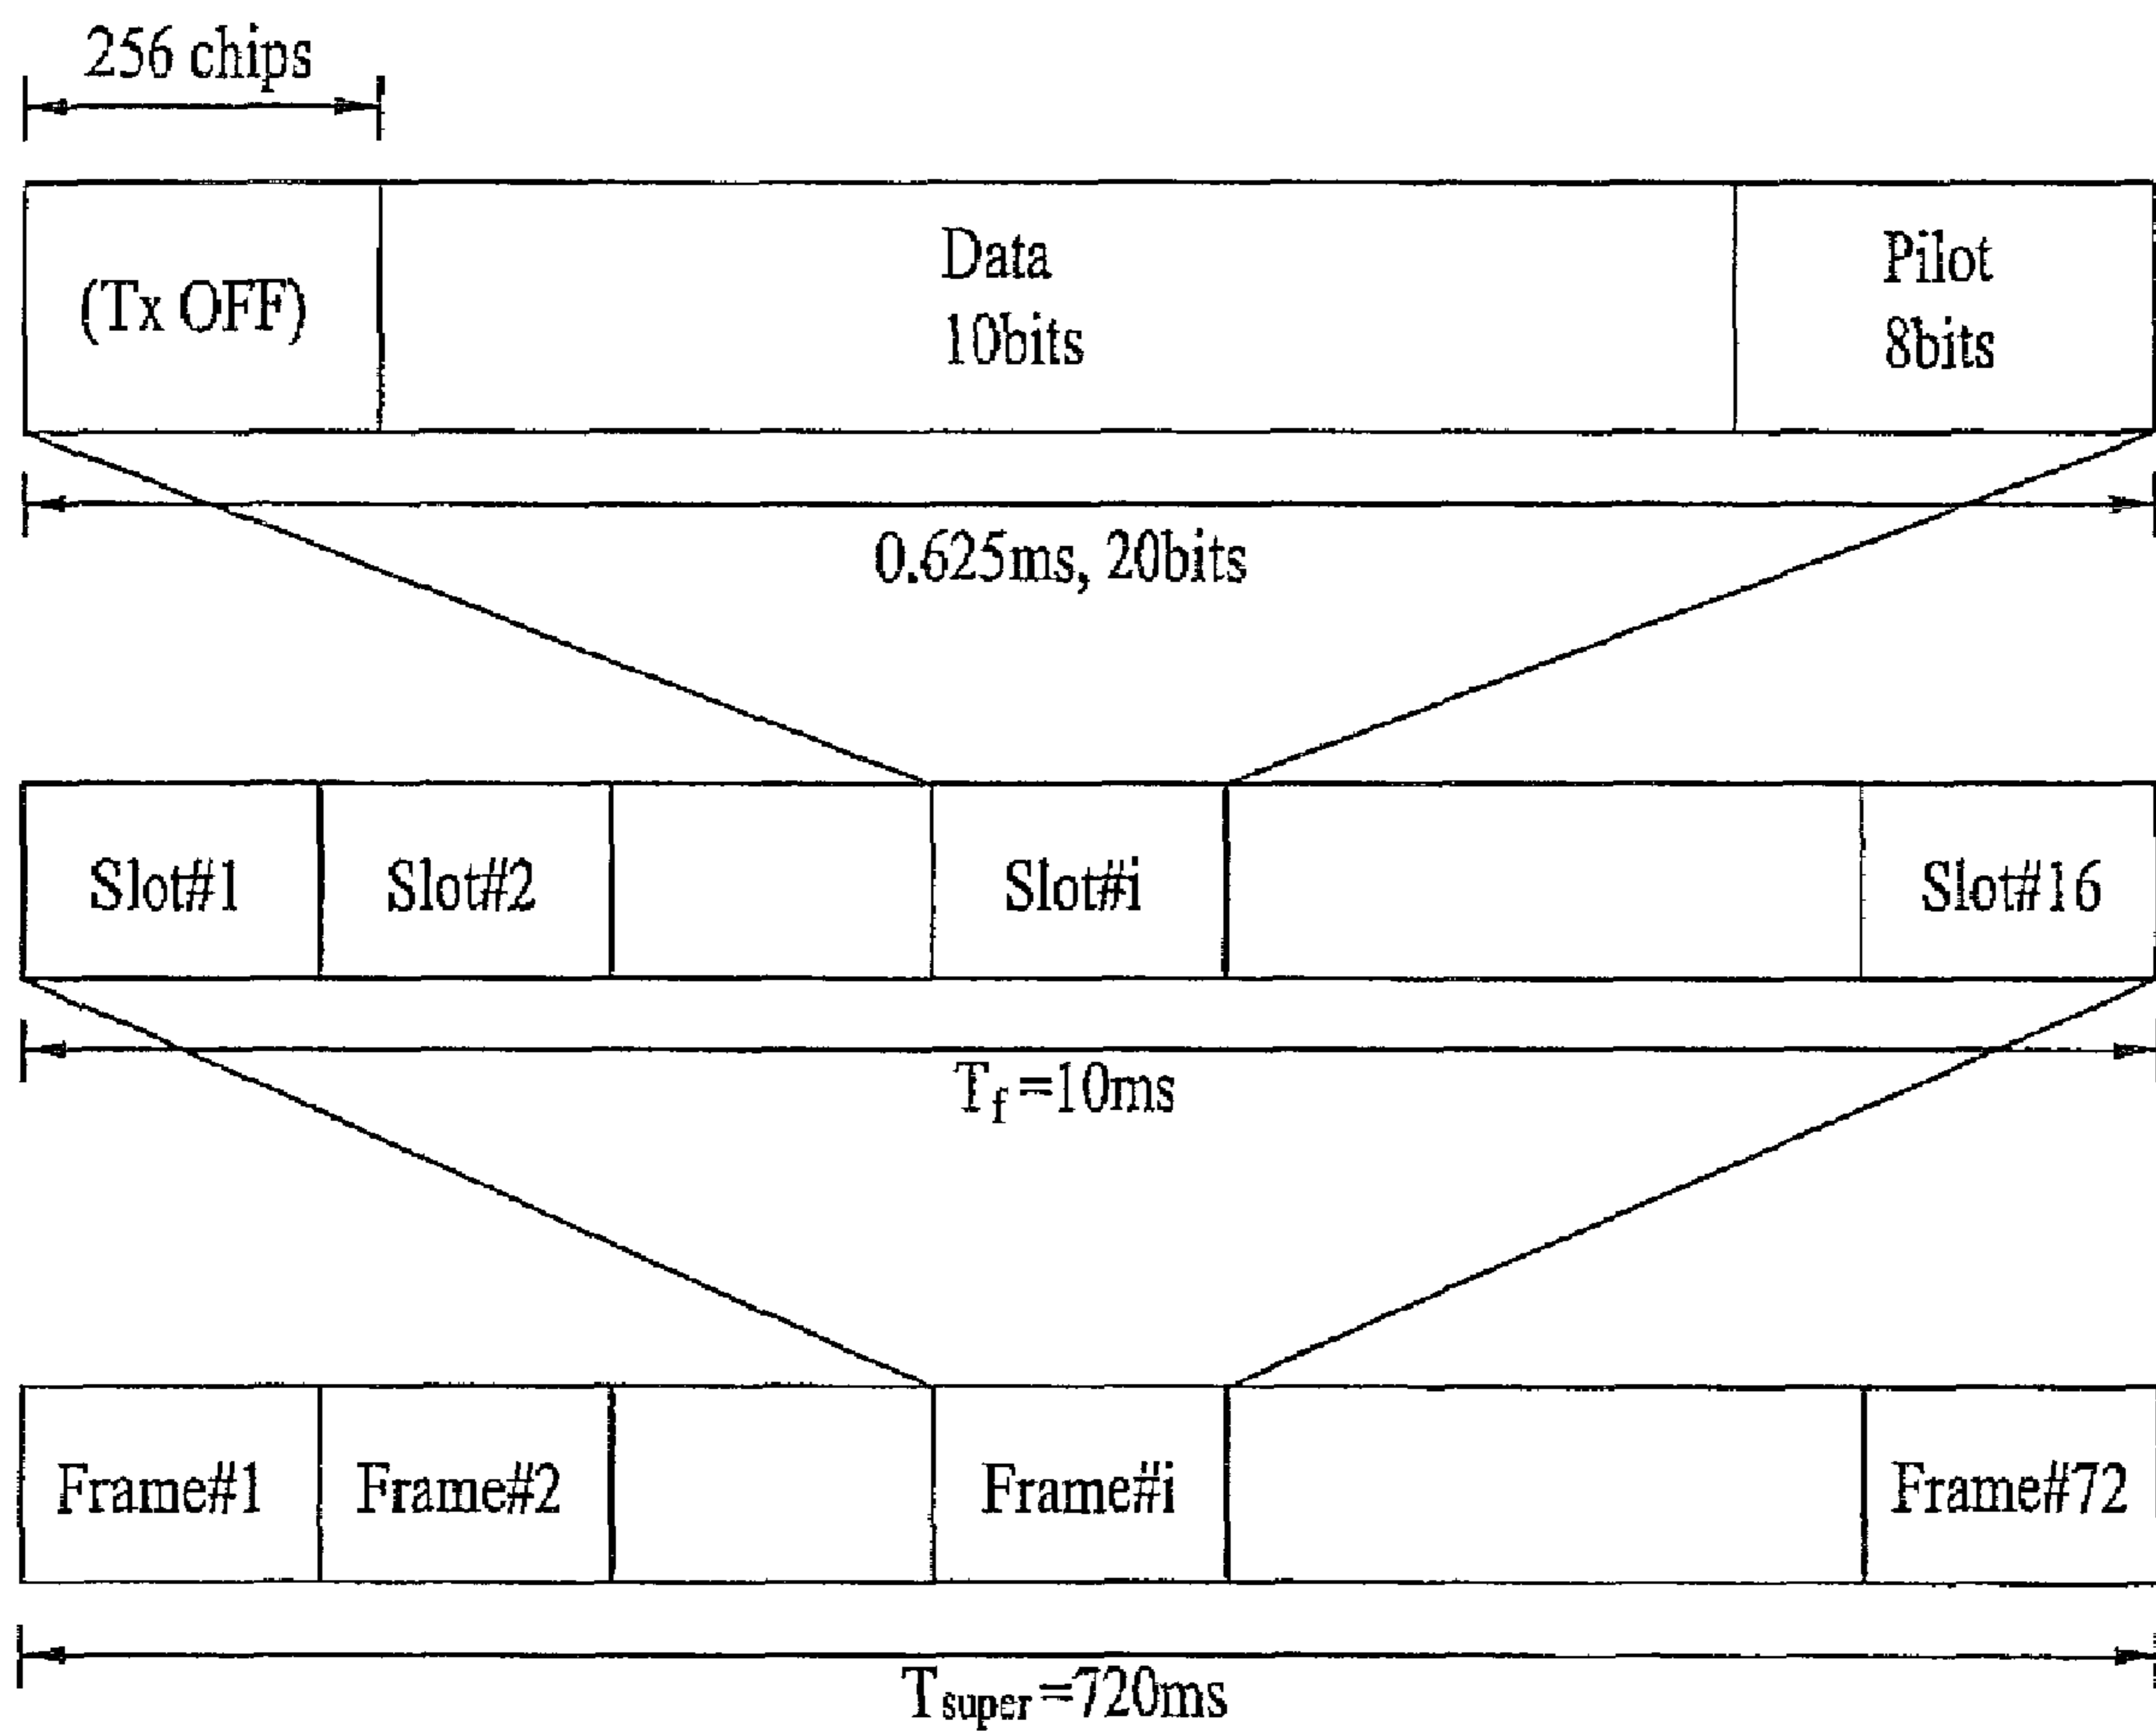 256 chips
(Tx OFF)
Data
10bits
Pilot
8bits
0.625ms, 20bits
Slot#1
Slot#2
Slot#i
Slot#16
Tf=10ms
Frame#1
Frame#2
Frame#i
Frame#72
Tsuper=720ms